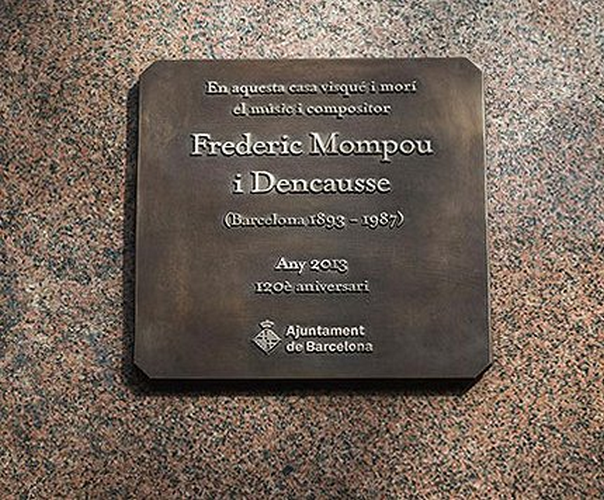 En aquesta casa visqué i morí
el músic i compositor
Frederic Mompou
i Dencausse
(Barcelona 1893 – 1987)
Any 2013
120è aniversari
Ajuntament
de Barcelona